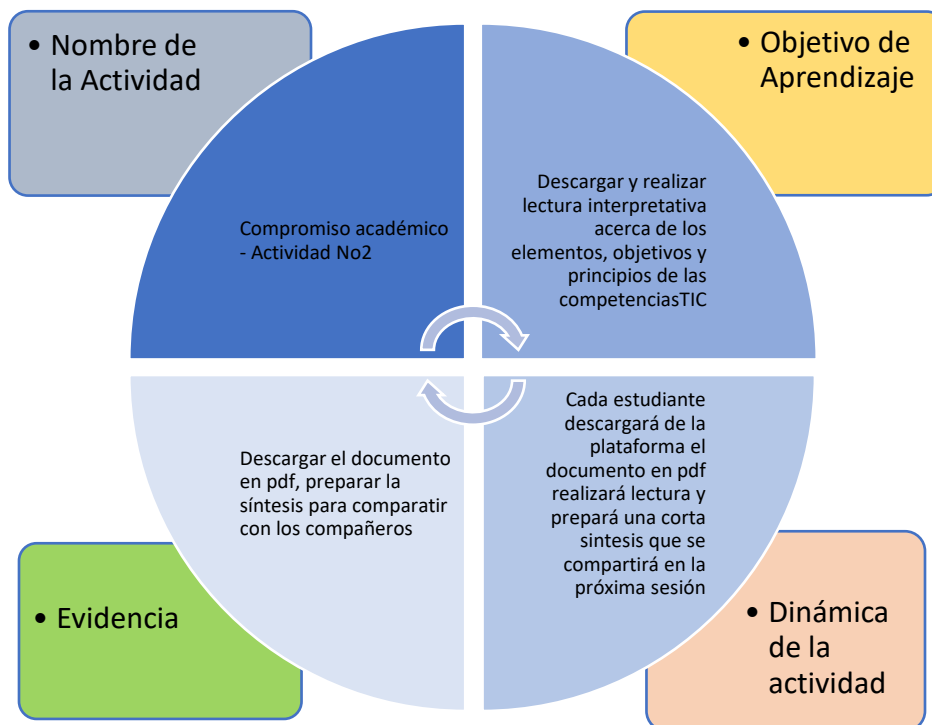 • Nombre de
la Actividad
Compromiso académico
- Actividad No2
• Objetivo de
Aprendizaje
Descargar y realizar
lectura interpretativa
acerca de los
elementos, objetivos y
principios de las
competenciasTIC
• Evidencia
Descargar el documento
en pdf, preparar la
síntesis para comparatir
con los compañeros
• Dinámica
de la
actividad
Cada estudiante
descargará de la
plataforma el
documento en pdf
realizará lectura y
prepará una corta
sintesis que se
compartirá en la
próxima sesión